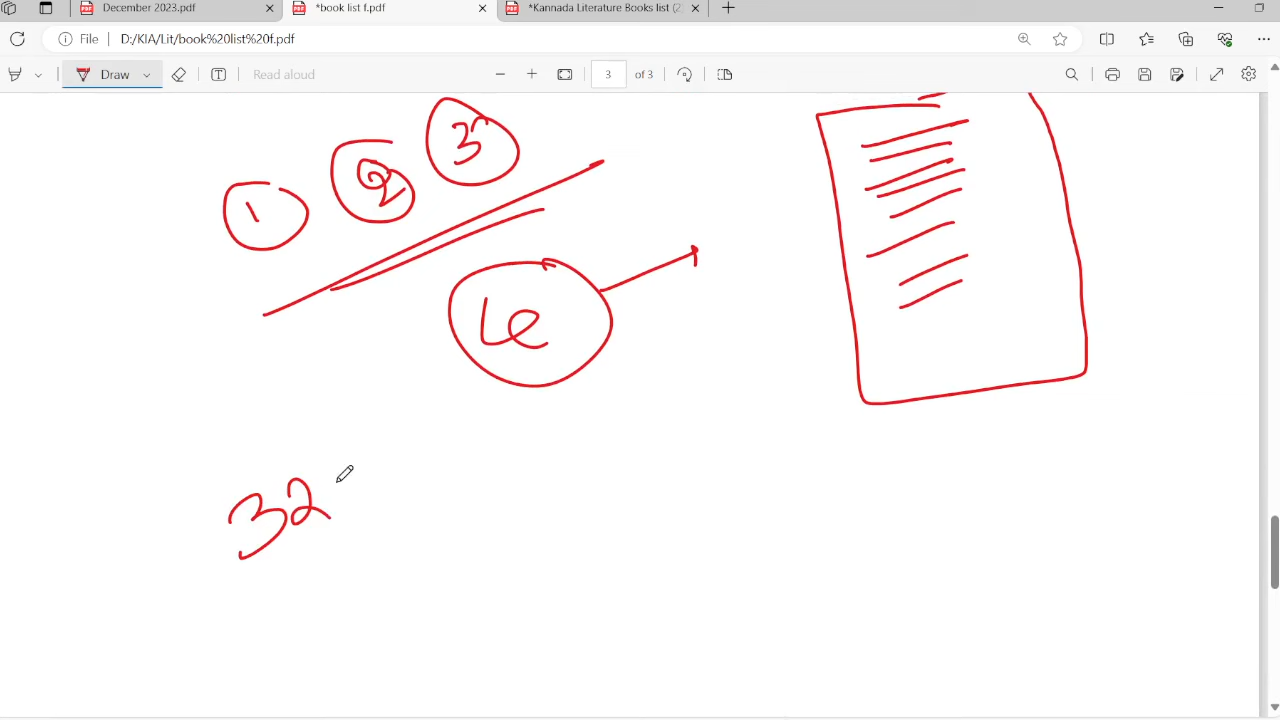 December 2023.pdf *book list f.pdf *Kannada Literature Books list (2)
File D:/KIA/Lit/book%20list%20f.pdf
Draw Read aloud 3 of 3
1 2 3
32